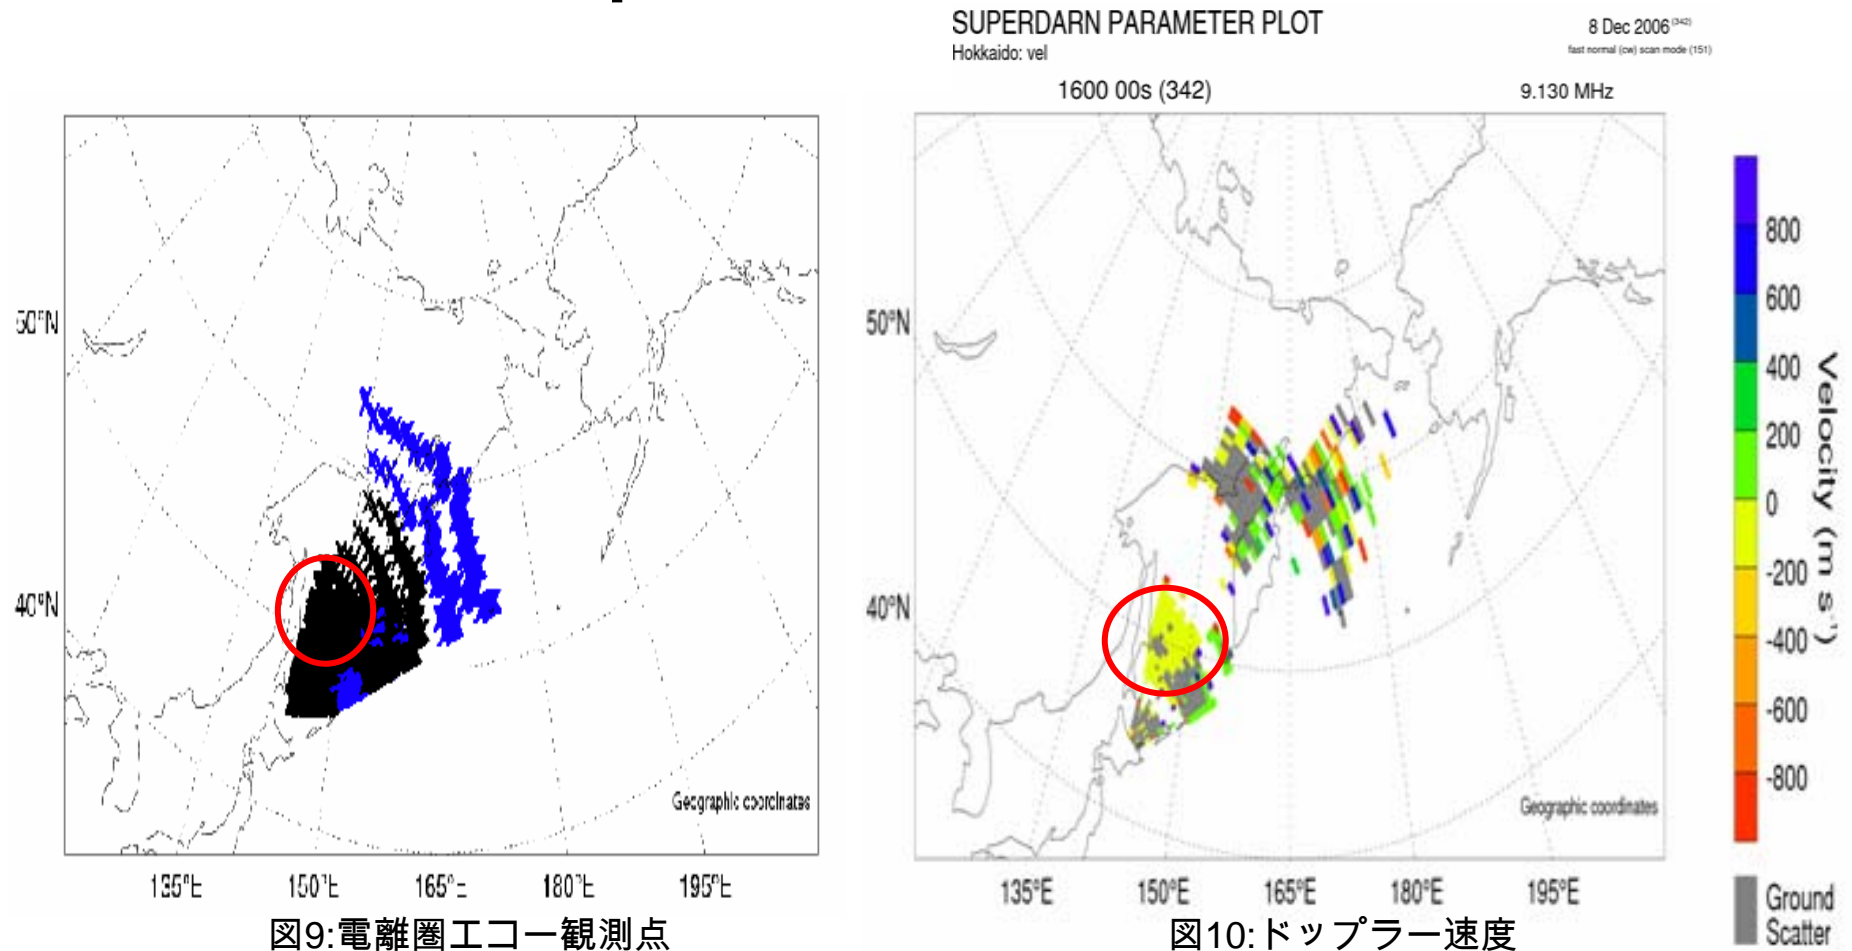 SUPERDARN PARAMETER PLOT
Hokkaido: vel
8 Dec 2006 (342)
fast normal (cw) scan mode (151)
1600 00s (342)
9.130 MHz
50°N
40°N
Geographic coordinates
135°E 150°E 165°E 180°E 195°E
図9:電離圏エコー観測点
50°N
40°N
Geographic coordinates
135°E 150°E 165°E 180°E 195°E
図10:ドップラー速度
800
600
400
200
0
-200
-400
-600
-800
Velocity (m s⁻¹)
Ground
Scatter